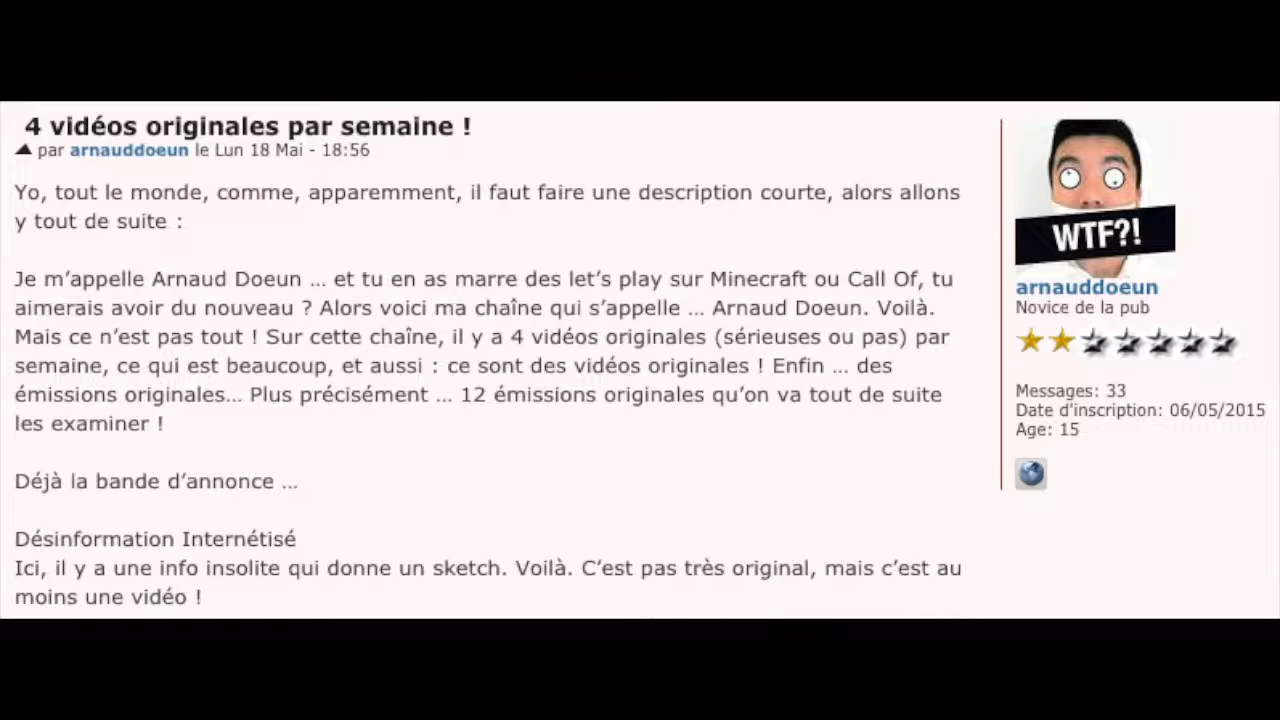 4 vidéos originales par semaine !
par arnauddoeun le Lun 18 Mai - 18:56
Yo, tout le monde, comme, apparemment, il faut faire une description courte, alors allons
y tout de suite :
Je m’appelle Arnaud Doeun … et tu en as marre des let’s play sur Minecraft ou Call Of, tu
aimerais avoir du nouveau ? Alors voici ma chaîne qui s’appelle … Arnaud Doeun. Voilà.
Mais ce n’est pas tout ! Sur cette chaîne, il y a 4 vidéos originales (sérieuses ou pas) par
semaine, ce qui est beaucoup, et aussi : ce sont des vidéos originales ! Enfin … des
émissions originales… Plus précisément … 12 émissions originales qu’on va tout de suite
les examiner !
Déjà la bande d’annonce …
Désinformation Internétisé
Ici, il y a une info insolite qui donne un sketch. Voilà. C’est pas très original, mais c’est au
moins une vidéo !
WTF?!
arnauddoeun
Novice de la pub
Messages: 33
Date d'inscription: 06/05/2015
Age: 15